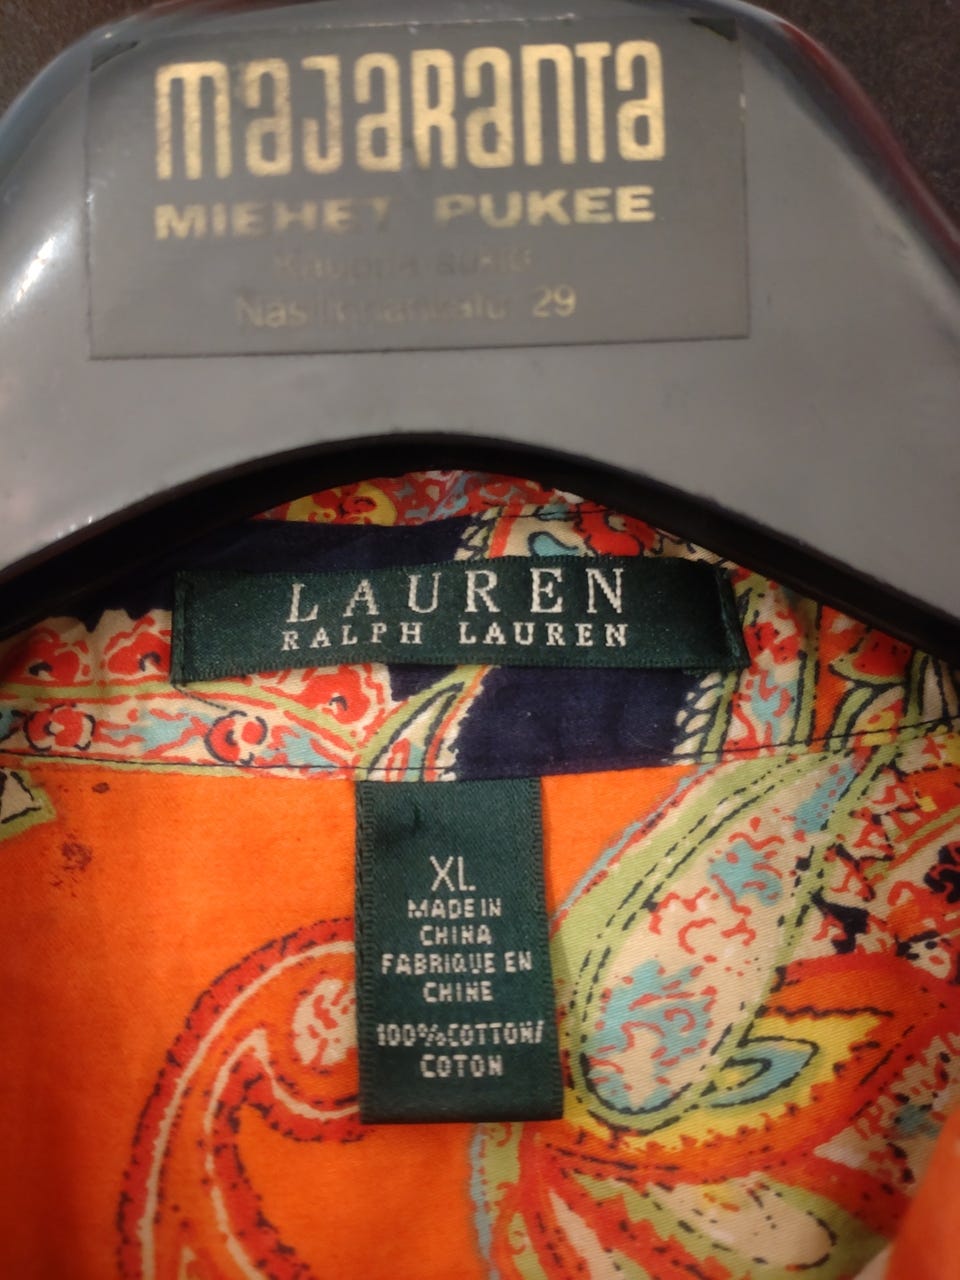 majaranta
MIEHET PUKEE
29
LAUREN
RALPH LAUREN
XL
MADE IN
CHINA
FABRIQUE EN
CHINE
100%COTTON/
COTON